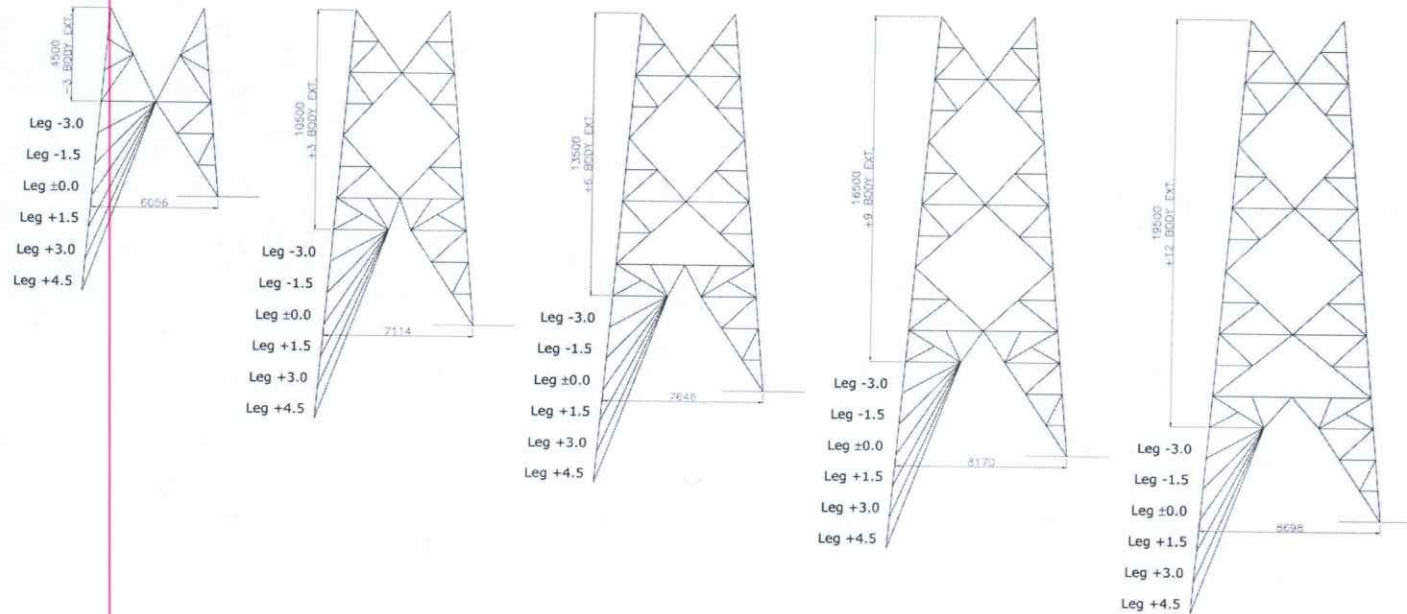 4500
-3 BODY EXT.
Leg -3.0
Leg -1.5
Leg ±0.0
Leg +1.5
Leg +3.0
Leg +4.5
6056
10500
+3 BODY EXT.
Leg -3.0
Leg -1.5
Leg ±0.0
Leg +1.5
Leg +3.0
Leg +4.5
7114
13500
+6 BODY EXT.
Leg -3.0
Leg -1.5
Leg ±0.0
Leg +1.5
Leg +3.0
Leg +4.5
7646
16500
+9 BODY EXT.
Leg -3.0
Leg -1.5
Leg ±0.0
Leg +1.5
Leg +3.0
Leg +4.5
8170
19500
+12 BODY EXT.
Leg -3.0
Leg -1.5
Leg ±0.0
Leg +1.5
Leg +3.0
Leg +4.5
8698